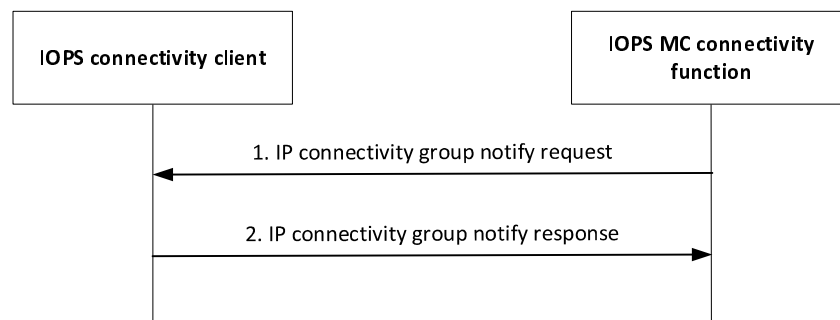 IOPS connectivity client
IOPS MC connectivity
function
1. IP connectivity group notify request
2. IP connectivity group notify response